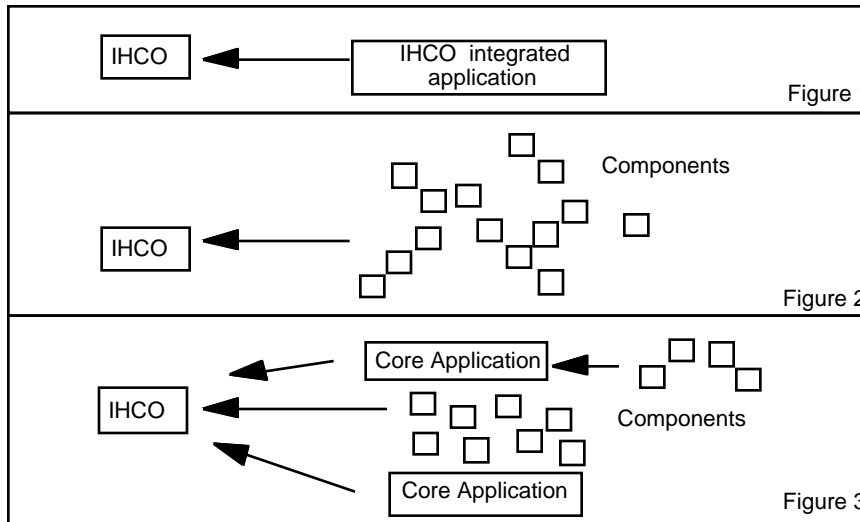 IHCO
IHCO integrated
application
Figure
Components
IHCO
Figure 2
Core Application
IHCO
Components
Core Application
Figure 3